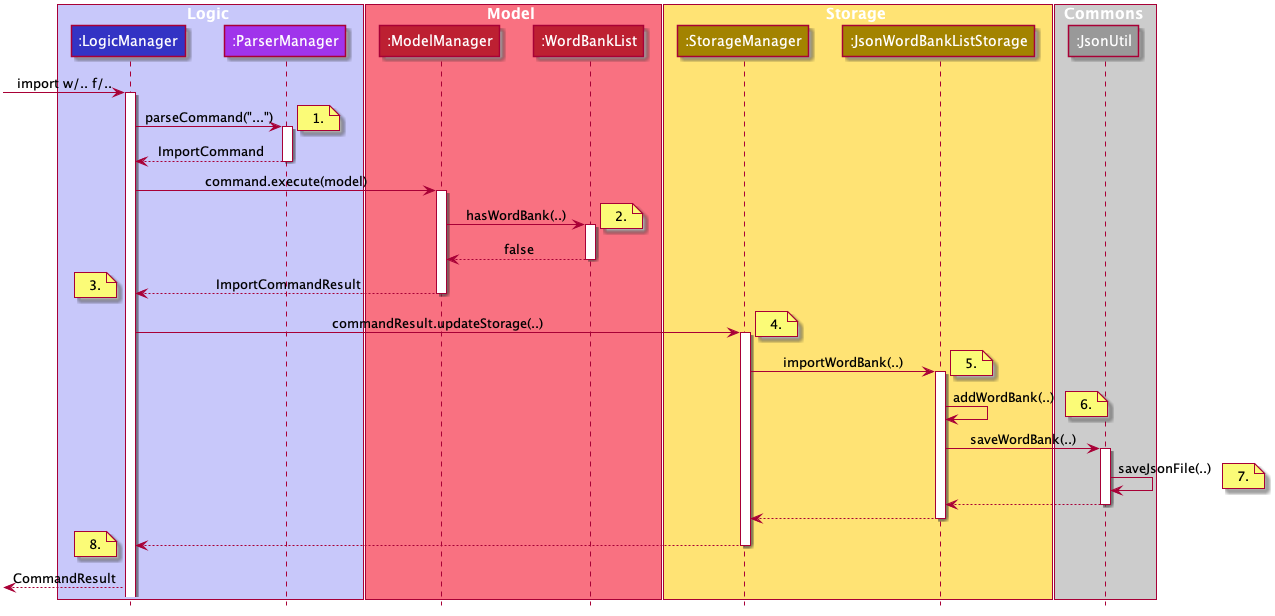 Logic
Model
Storage
Commons
:LogicManager
:ParserManager
:ModelManager
:WordBankList
:StorageManager
:JsonWordBankListStorage
:JsonUtil
import w/.. f/..
parseCommand("...")
1.
ImportCommand
command.execute(model)
hasWordBank(..)
2.
false
3.
ImportCommandResult
commandResult.updateStorage(..)
4.
importWordBank(..)
5.
addWordBank(..)
6.
saveWordBank(..)
saveJsonFile(..)
7.
8.
CommandResult